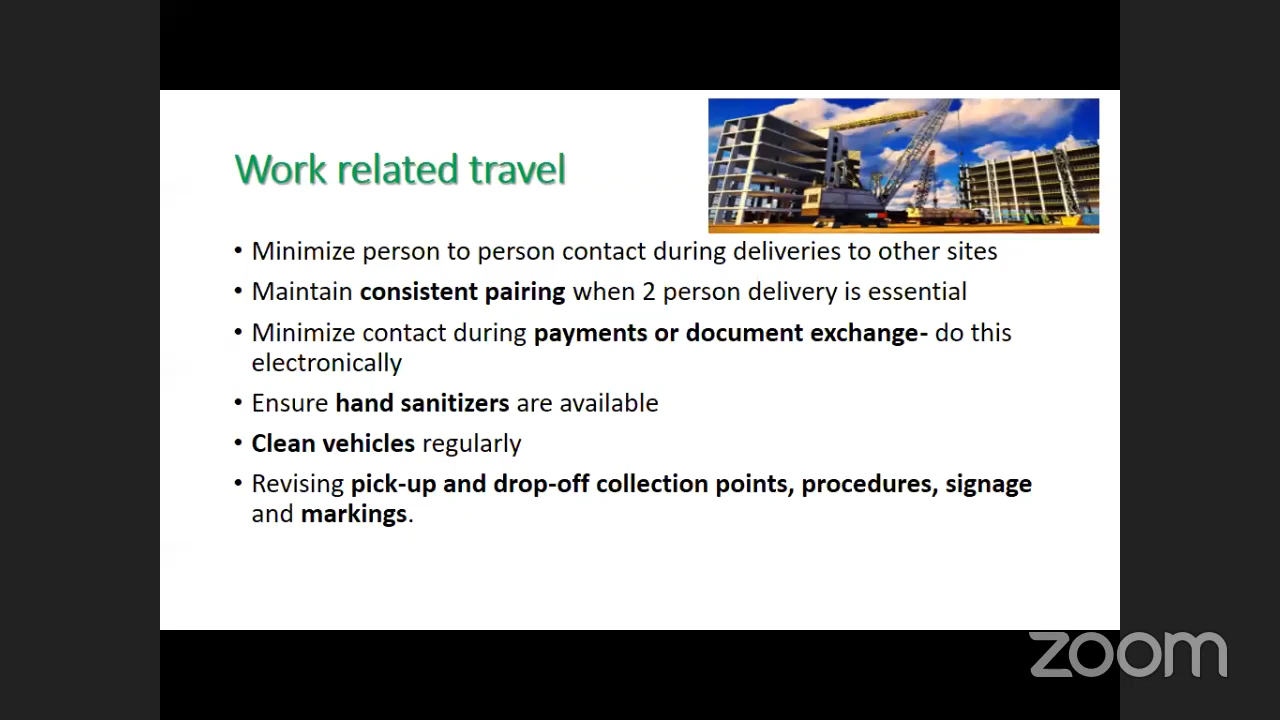 Work related travel
• Minimize person to person contact during deliveries to other sites
• Maintain consistent pairing when 2 person delivery is essential
• Minimize contact during payments or document exchange- do this
electronically
• Ensure hand sanitizers are available
• Clean vehicles regularly
• Revising pick-up and drop-off collection points, procedures, signage
and markings.
zoom